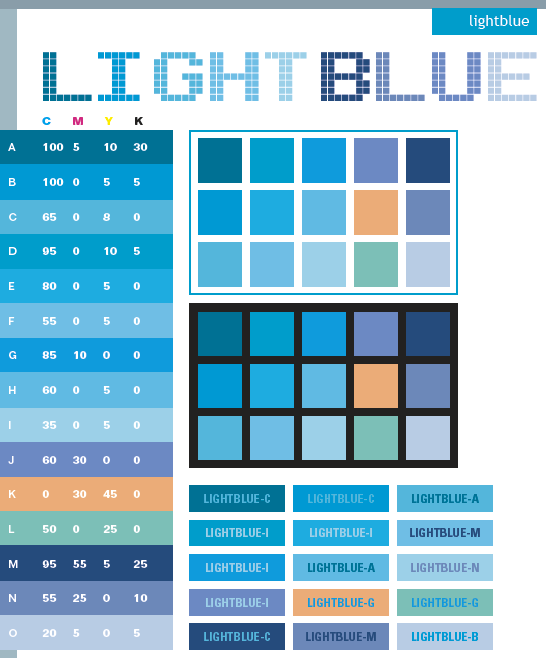 lightblue
LIGHTBLUE
C M Y K
A 100 5 10 30
B 100 0 5 5
C 65 0 8 0
D 95 0 10 5
E 80 0 5 0
F 55 0 5 0
G 85 10 0 0
H 60 0 5 0
I 35 0 5 0
J 60 30 0 0
K 0 30 45 0
L 50 0 25 0
M 95 55 5 25
N 55 25 0 10
O 20 5 0 5
LIGHTBLUE-C LIGHTBLUE-C LIGHTBLUE-A
LIGHTBLUE-I LIGHTBLUE-I LIGHTBLUE-M
LIGHTBLUE-I LIGHTBLUE-A LIGHTBLUE-N
LIGHTBLUE-I LIGHTBLUE-G LIGHTBLUE-G
LIGHTBLUE-C LIGHTBLUE-M LIGHTBLUE-B